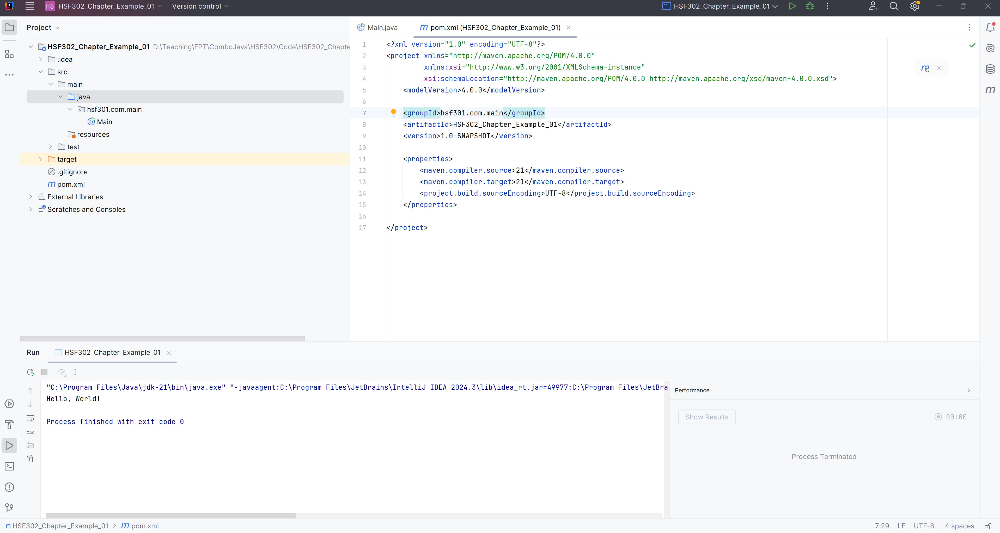 HS HSF302_Chapter_Example_01 Version control HSF302_Chapter_Example_01
Project
Main.java
pom.xml (HSF302_Chapter_Example_01)
HSF302_Chapter_Example_01 D:\Teaching\FPT\ComboJava\HSF302\Code\HSF302_Chapte
.idea
src
main
java
hsf301.com.main
Main
resources
test
target
.gitignore
pom.xml
External Libraries
Scratches and Consoles
1 <?xml version="1.0" encoding="UTF-8"?>
2 <project xmlns="http://maven.apache.org/POM/4.0.0"
3 xmlns:xsi="http://www.w3.org/2001/XMLSchema-instance"
4 xsi:schemaLocation="http://maven.apache.org/POM/4.0.0 http://maven.apache.org/xsd/maven-4.0.0.xsd">
5 <modelVersion>4.0.0</modelVersion>
6
7 <groupId>hsf301.com.main</groupId>
8 <artifactId>HSF302_Chapter_Example_01</artifactId>
9 <version>1.0-SNAPSHOT</version>
10
11 <properties>
12 <maven.compiler.source>21</maven.compiler.source>
13 <maven.compiler.target>21</maven.compiler.target>
14 <project.build.sourceEncoding>UTF-8</project.build.sourceEncoding>
15 </properties>
16
17 </project>
Run HSF302_Chapter_Example_01
"C:\Program Files\Java\jdk-21\bin\java.exe" "-javaagent:C:\Program Files\JetBrains\IntelliJ IDEA 2024.3\lib\idea_rt.jar=49977:C:\Program Files\JetBra
Hello, World!
Process finished with exit code 0
Performance
Show Results
00:00
Process Terminated
HSF302_Chapter_Example_01 > m pom.xml
7:29 LF UTF-8 4 spaces